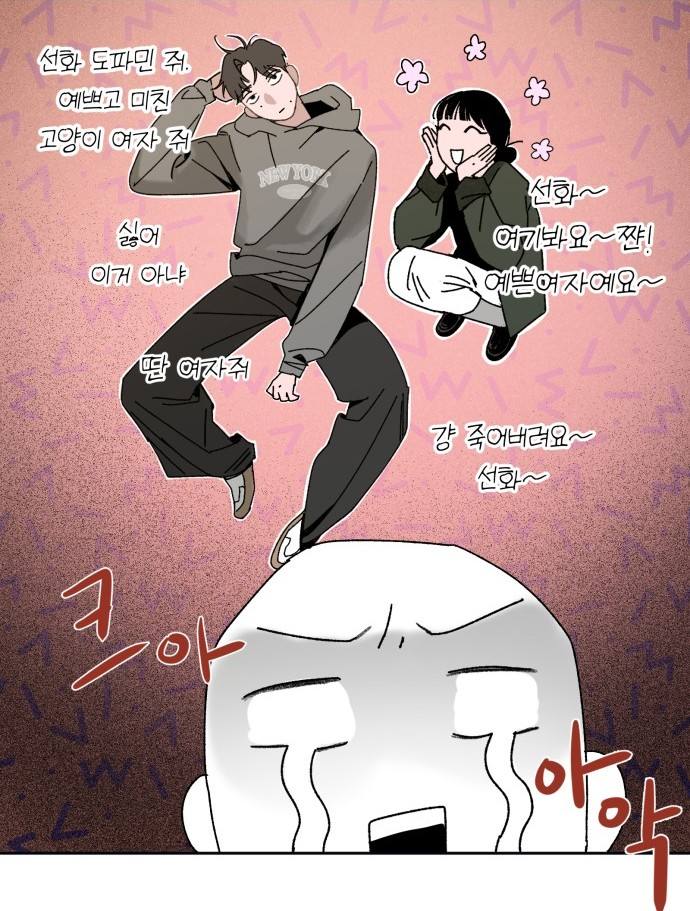 선화 도파민 줘.
예쁘고 미친
고양이 여자 줘
NEW YORK
선화~
여기봐요~쨘!
예쁜여자예요~
싫어
이거 아냐
딴 여자줘
걍 죽어버려요~
선화~
크아
아악